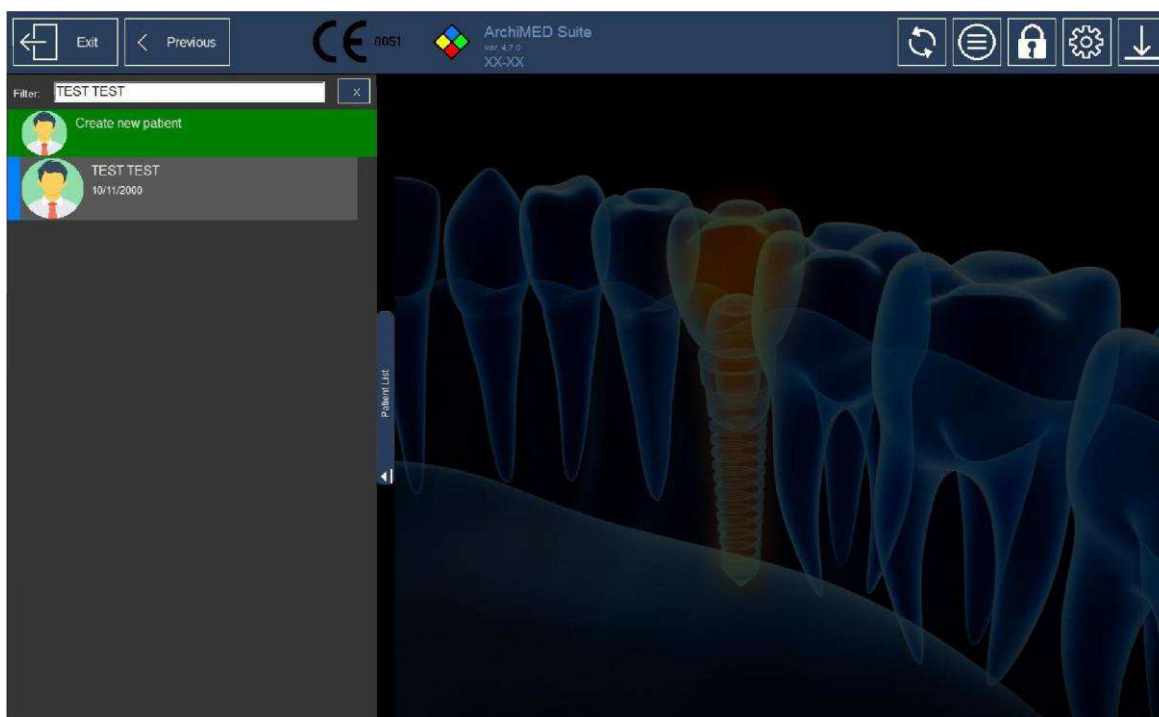 Exit
Previous
CE 0051
ArchiMED Suite
ver. 4.7.0
XX-XX
Filter: TEST TEST X
Create new patient
TEST TEST
10/11/2000
Patient List